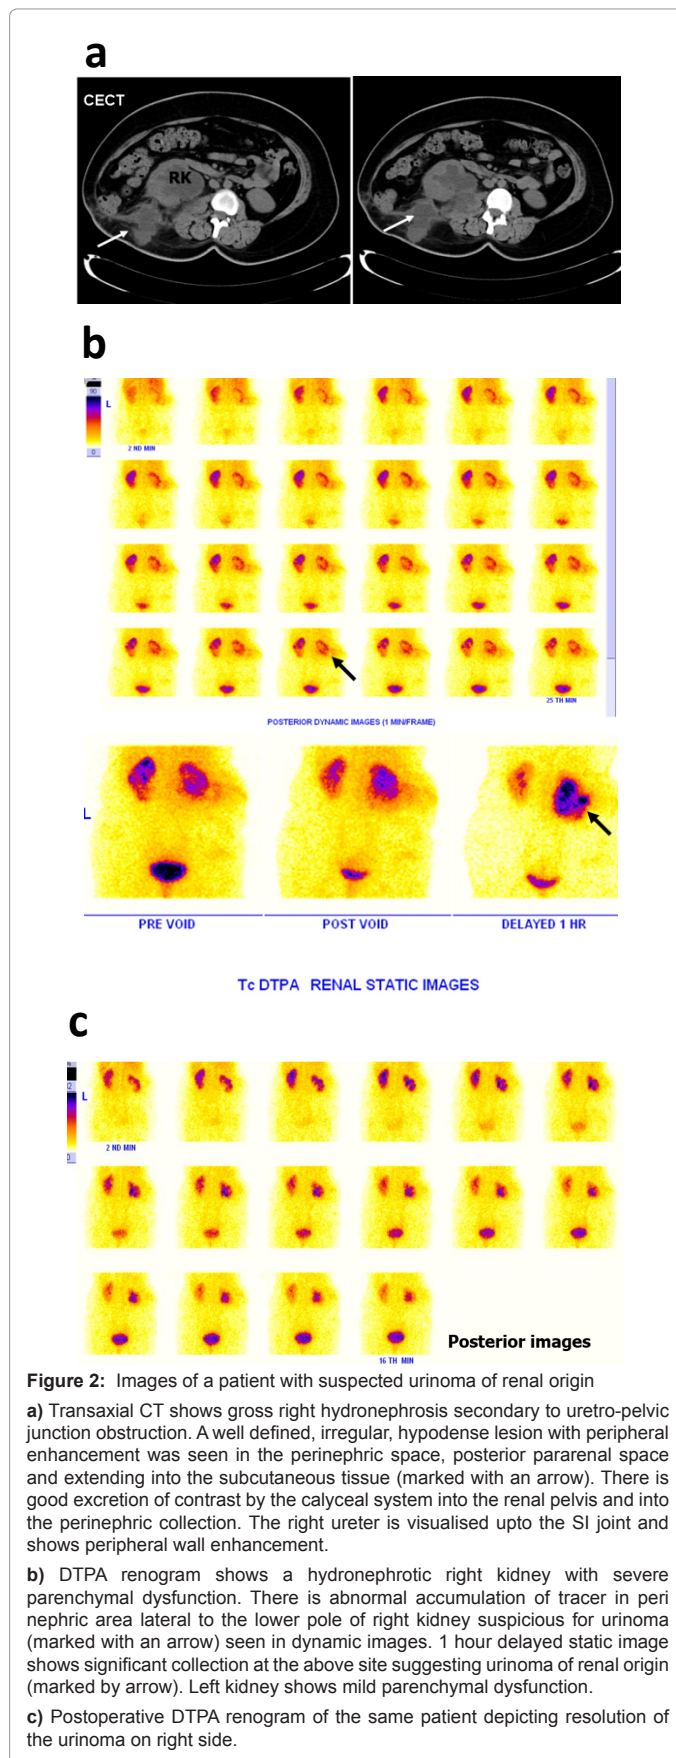 a
CECT
RK
b
90
L
0
2 ND MIN
25 TH MIN
POSTERIOR DYNAMIC IMAGES (1 MIN/FRAME)
L
PRE VOID
POST VOID
DELAYED 1 HR
Tc DTPA RENAL STATIC IMAGES
c
L
2 ND MIN
16 TH MIN
Posterior images
Figure 2: Images of a patient with suspected urinoma of renal origin
a) Transaxial CT shows gross right hydronephrosis secondary to uretro-pelvic
junction obstruction. A well defined, irregular, hypodense lesion with peripheral
enhancement was seen in the perinephric space, posterior pararenal space
and extending into the subcutaneous tissue (marked with an arrow). There is
good excretion of contrast by the calyceal system into the renal pelvis and into
the perinephric collection. The right ureter is visualised upto the SI joint and
shows peripheral wall enhancement.
b) DTPA renogram shows a hydronephrotic right kidney with severe
parenchymal dysfunction. There is abnormal accumulation of tracer in peri
nephric area lateral to the lower pole of right kidney suspicious for urinoma
(marked with an arrow) seen in dynamic images. 1 hour delayed static image
shows significant collection at the above site suggesting urinoma of renal origin
(marked by arrow). Left kidney shows mild parenchymal dysfunction.
c) Postoperative DTPA renogram of the same patient depicting resolution of
the urinoma on right side.